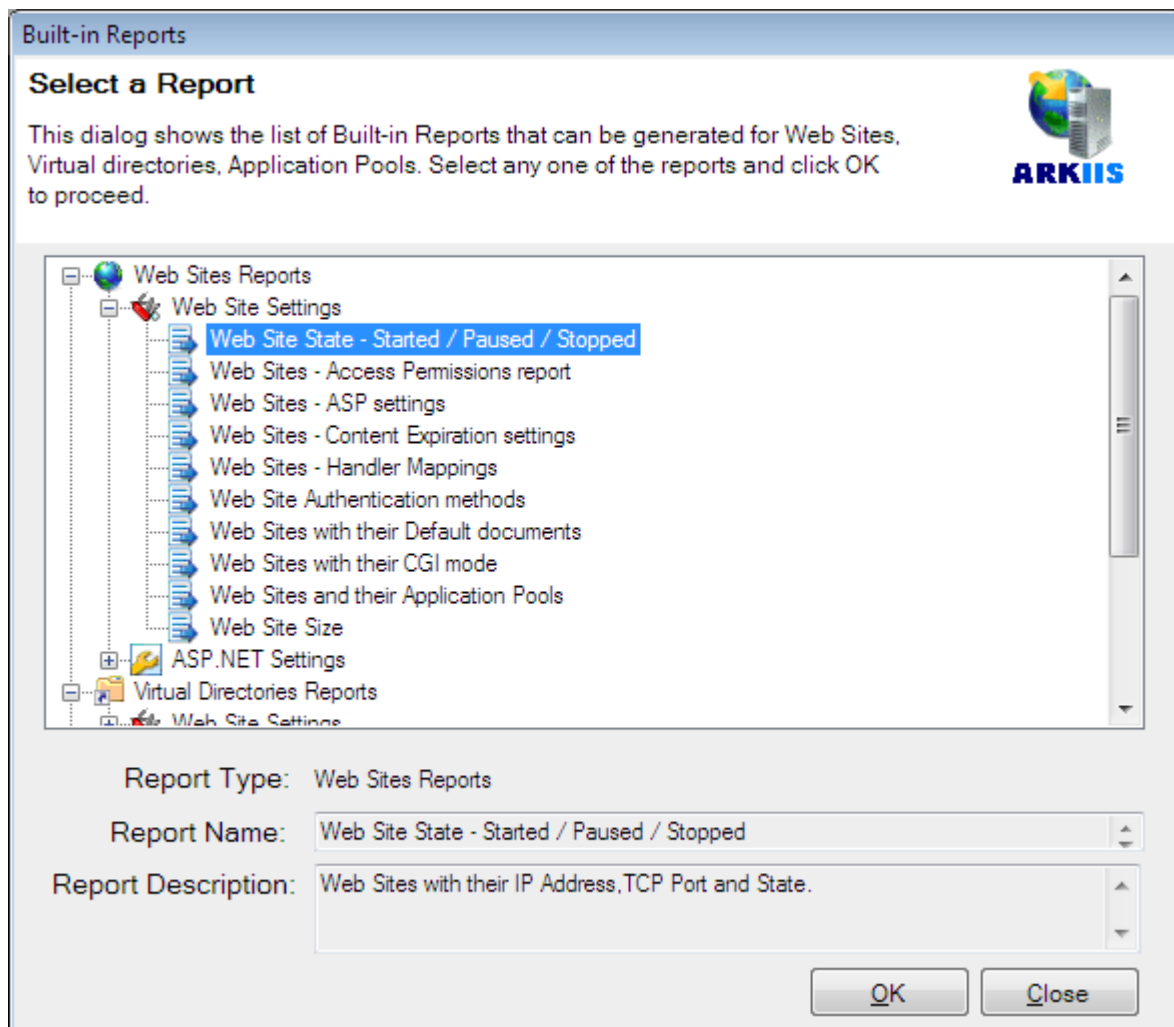 Built-in Reports
Select a Report
This dialog shows the list of Built-in Reports that can be generated for Web Sites,
Virtual directories, Application Pools. Select any one of the reports and click OK
to proceed.
ARKIIS
Web Sites Reports
Web Site Settings
Web Site State - Started / Paused / Stopped
Web Sites - Access Permissions report
Web Sites - ASP settings
Web Sites - Content Expiration settings
Web Sites - Handler Mappings
Web Site Authentication methods
Web Sites with their Default documents
Web Sites with their CGI mode
Web Sites and their Application Pools
Web Site Size
ASP.NET Settings
Virtual Directories Reports
Web Site Settings
Report Type: Web Sites Reports
Report Name: Web Site State - Started / Paused / Stopped
Report Description: Web Sites with their IP Address,TCP Port and State.
OK Close